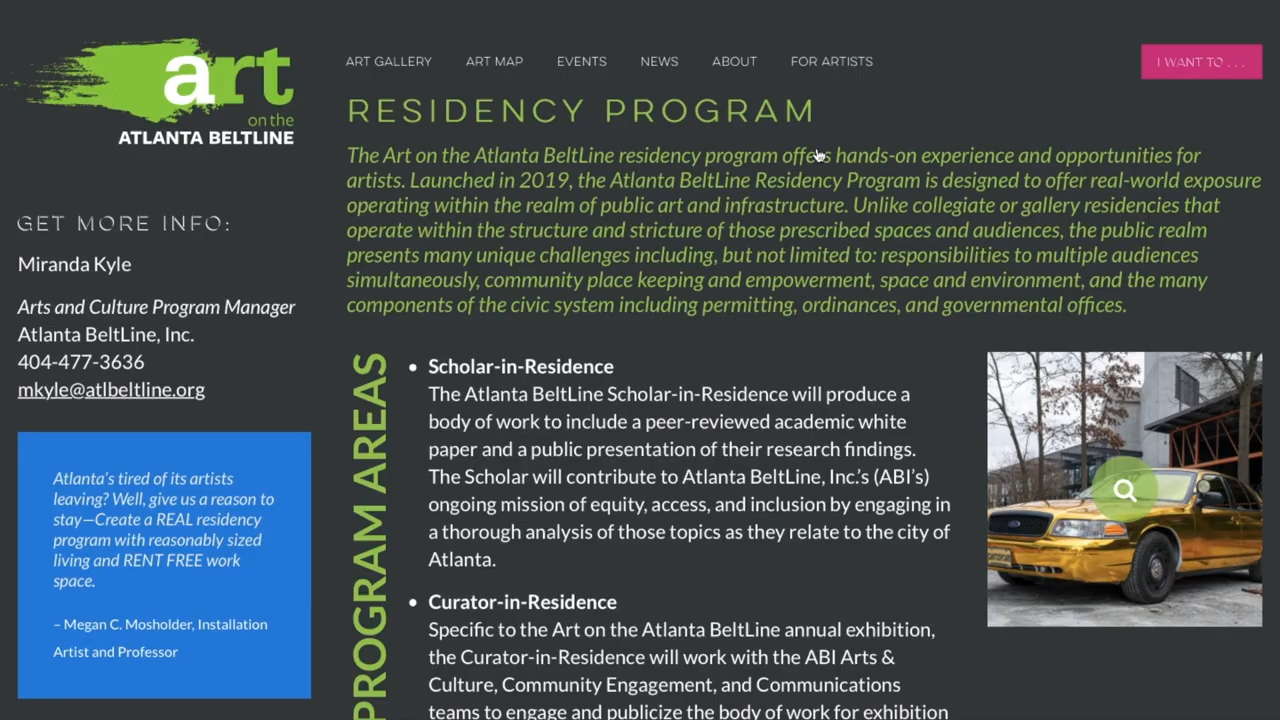 art
on the
ATLANTA BELTLINE
ART GALLERY
ART MAP
EVENTS
NEWS
ABOUT
FOR ARTISTS
I WANT TO . . .
RESIDENCY PROGRAM
The Art on the Atlanta BeltLine residency program offers hands-on experience and opportunities for
artists. Launched in 2019, the Atlanta BeltLine Residency Program is designed to offer real-world exposure
operating within the realm of public art and infrastructure. Unlike collegiate or gallery residencies that
operate within the structure and stricture of those prescribed spaces and audiences, the public realm
presents many unique challenges including, but not limited to: responsibilities to multiple audiences
simultaneously, community place keeping and empowerment, space and environment, and the many
components of the civic system including permitting, ordinances, and governmental offices.
GET MORE INFO:
Miranda Kyle
Arts and Culture Program Manager
Atlanta BeltLine, Inc.
404-477-3636
mkyle@atlbeltline.org
Atlanta's tired of its artists
leaving? Well, give us a reason to
stay—Create a REAL residency
program with reasonably sized
living and RENT FREE work
space.
– Megan C. Mosholder, Installation
Artist and Professor
PROGRAM AREAS
• Scholar-in-Residence
The Atlanta BeltLine Scholar-in-Residence will produce a
body of work to include a peer-reviewed academic white
paper and a public presentation of their research findings.
The Scholar will contribute to Atlanta BeltLine, Inc.'s (ABI's)
ongoing mission of equity, access, and inclusion by engaging in
a thorough analysis of those topics as they relate to the city of
Atlanta.
• Curator-in-Residence
Specific to the Art on the Atlanta BeltLine annual exhibition,
the Curator-in-Residence will work with the ABI Arts &
Culture, Community Engagement, and Communications
teams to engage and publicize the body of work for exhibition